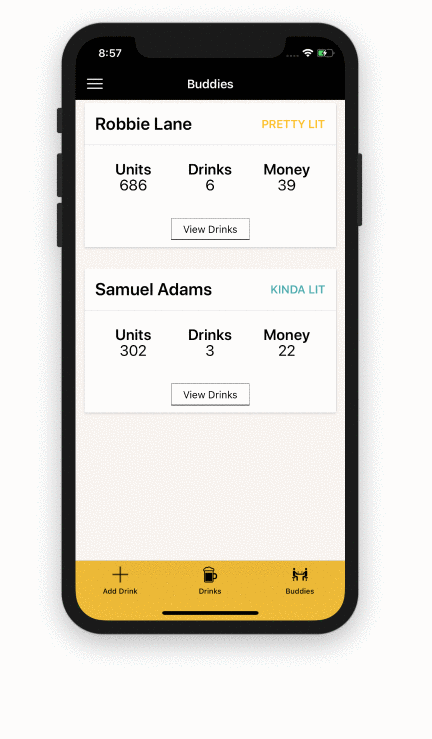 8:57
Buddies
Robbie Lane PRETTY LIT
Units Drinks Money
686 6 39
View Drinks
Samuel Adams KINDA LIT
Units Drinks Money
302 3 22
View Drinks
Add Drink Drinks Buddies